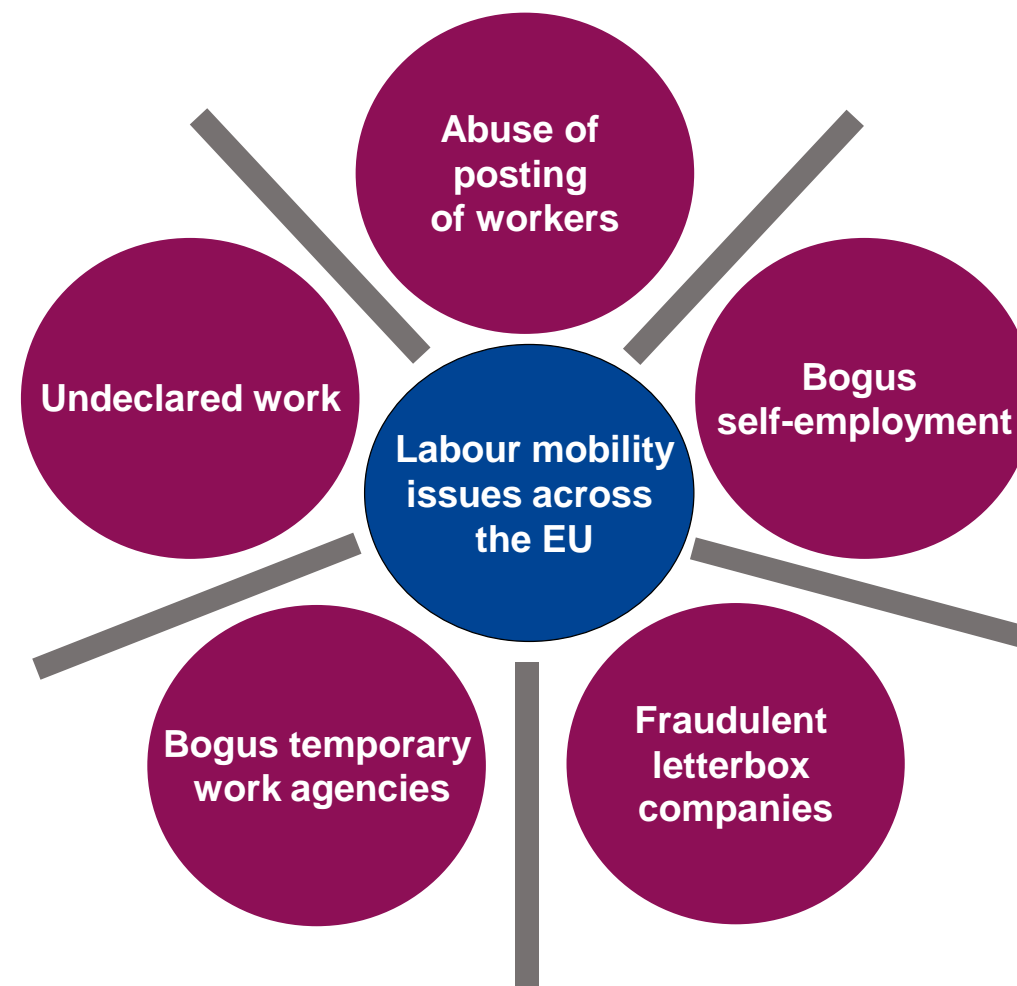 Abuse of
posting
of workers
Undeclared work
Bogus
self-employment
Labour mobility
issues across
the EU
Bogus temporary
work agencies
Fraudulent
letterbox
companies